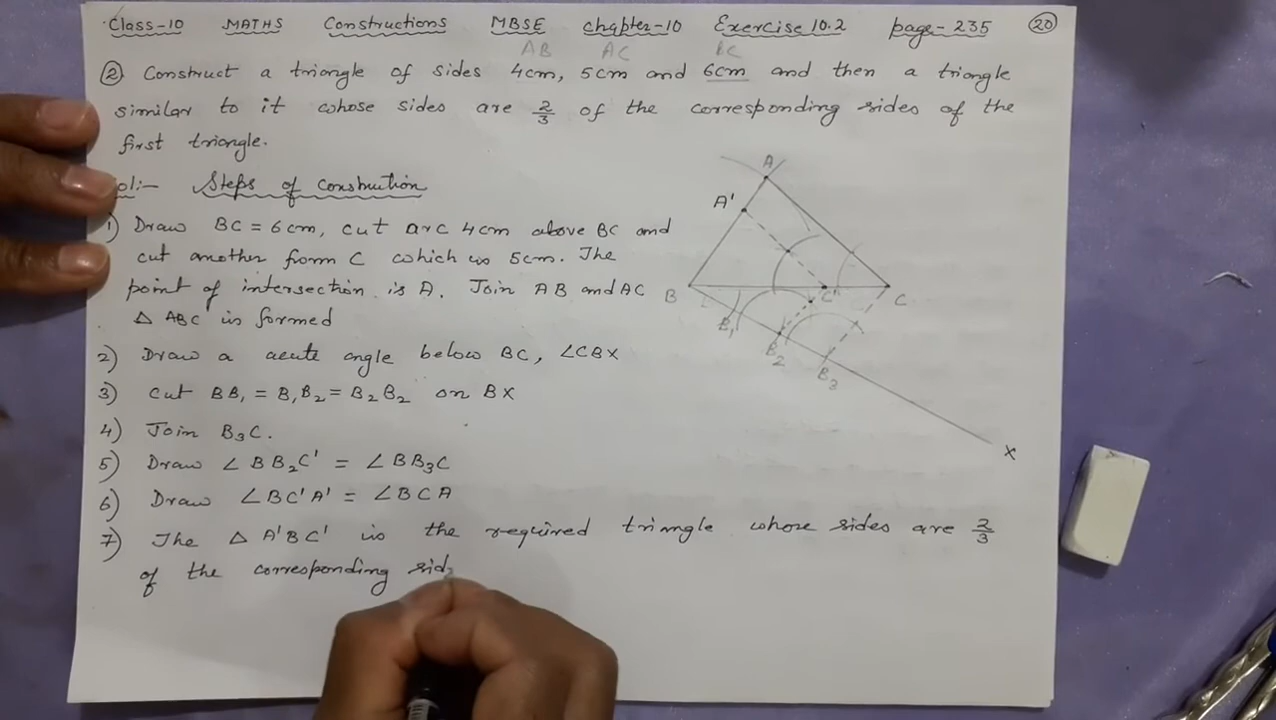 Class-10 MATHS Constructions MBSE chapter-10 Exercise 10.2 page-235 20
AB AC BC
② Construct a triangle of sides 4cm, 5cm and 6cm and then a triangle
similar to it whose sides are 2/3 of the corresponding sides of the
first triangle.
ol:- Steps of Construction
1) Draw BC = 6cm, cut arc 4cm above BC and
cut another from C which is 5cm. The
point of intersection is A. Join AB and AC
△ ABC is formed
2) Draw a acute angle below BC, ∠CBX
3) Cut BB₁ = B₁B₂ = B₂B₂ on BX
4) Join B₃C.
5) Draw ∠BB₂C' = ∠BB₃C
6) Draw ∠BC'A' = ∠BCA
7) The △ A'BC' is the required triangle whose sides are 2/3
of the corresponding sid
A
A'
B
C'
C
B₁
B₂
B₃
X